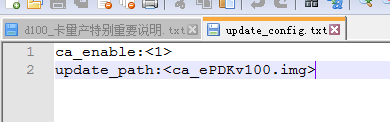 d100_卡量产特别重要说明.txt
update_config.txt
1 ca_enable:<1>
2 update_path:<ca_ePDKv100.img>